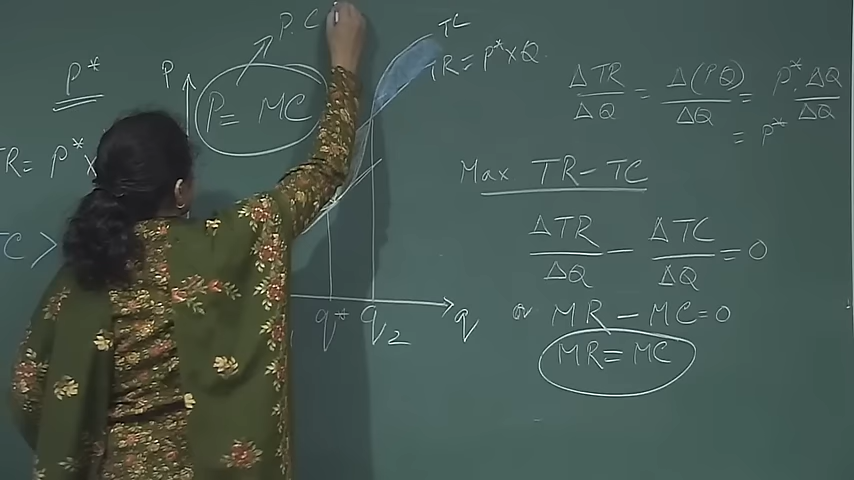 P*
TR = P* x
TC >
P
P = MC
P.C
TC
TR = P* x Q
q*
q2
q
ΔTR/ΔQ = Δ(PQ)/ΔQ = P*.ΔQ/ΔQ
= P*
Max TR - TC
ΔTR/ΔQ - ΔTC/ΔQ = 0
or MR - MC = 0
MR = MC